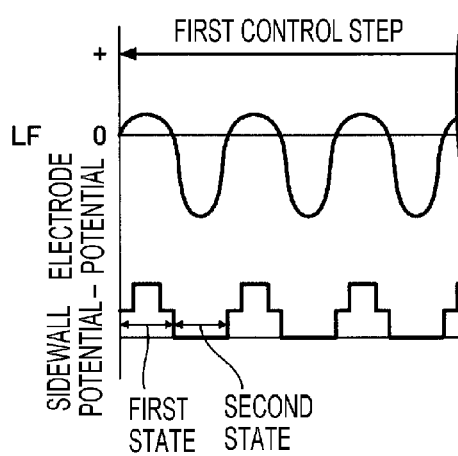 FIRST CONTROL STEP
+
LF 0
ELECTRODE
POTENTIAL
SIDEWALL
POTENTIAL –
FIRST
STATE
SECOND
STATE